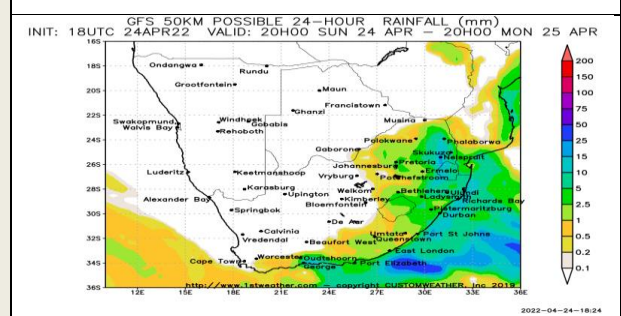 GFS 50KM POSSIBLE 24-HOUR RAINFALL (mm)
INIT: 18UTC 24APR22 VALID: 20H00 SUN 24 APR - 20H00 MON 25 APR
16S
18S
20S
22S
24S
26S
28S
30S
32S
34S
36S
Ondangwa
Rundu
Grootfontein
Maun
Francistown
Ghanzi
Musina
Swakopmund
Windhoek
Gobabis
Walvis Bay
Rehoboth
Polokwane
Phalaborwa
Gaborone
Skukuza
Nelspruit
Pretoria
Johannesburg
Ermelo
Luderitz
Keetmanshoop
Vryburg
Potchefstroom
Karasburg
Welkom
Bethlehem
Ulundi
Alexander Bay
Upington
Kimberley
Ladysmith
Richards Bay
Bloemfontein
Springbok
Pietermaritzburg
Durban
De Aar
Calvinia
Umtata
Port St Johns
Vredendal
Beaufort West
Queenstown
East London
Cape Town
Worcester
Oudtshoorn
George
Port Elizabeth
http://www.1stweather.com - copyright CUSTOMWEATHER, Inc 2019
12E 15E 18E 21E 24E 27E 30E 33E 36E
200
150
100
75
50
25
15
10
5
2.5
1
0.5
0.2
0.1
2022-04-24-18:24